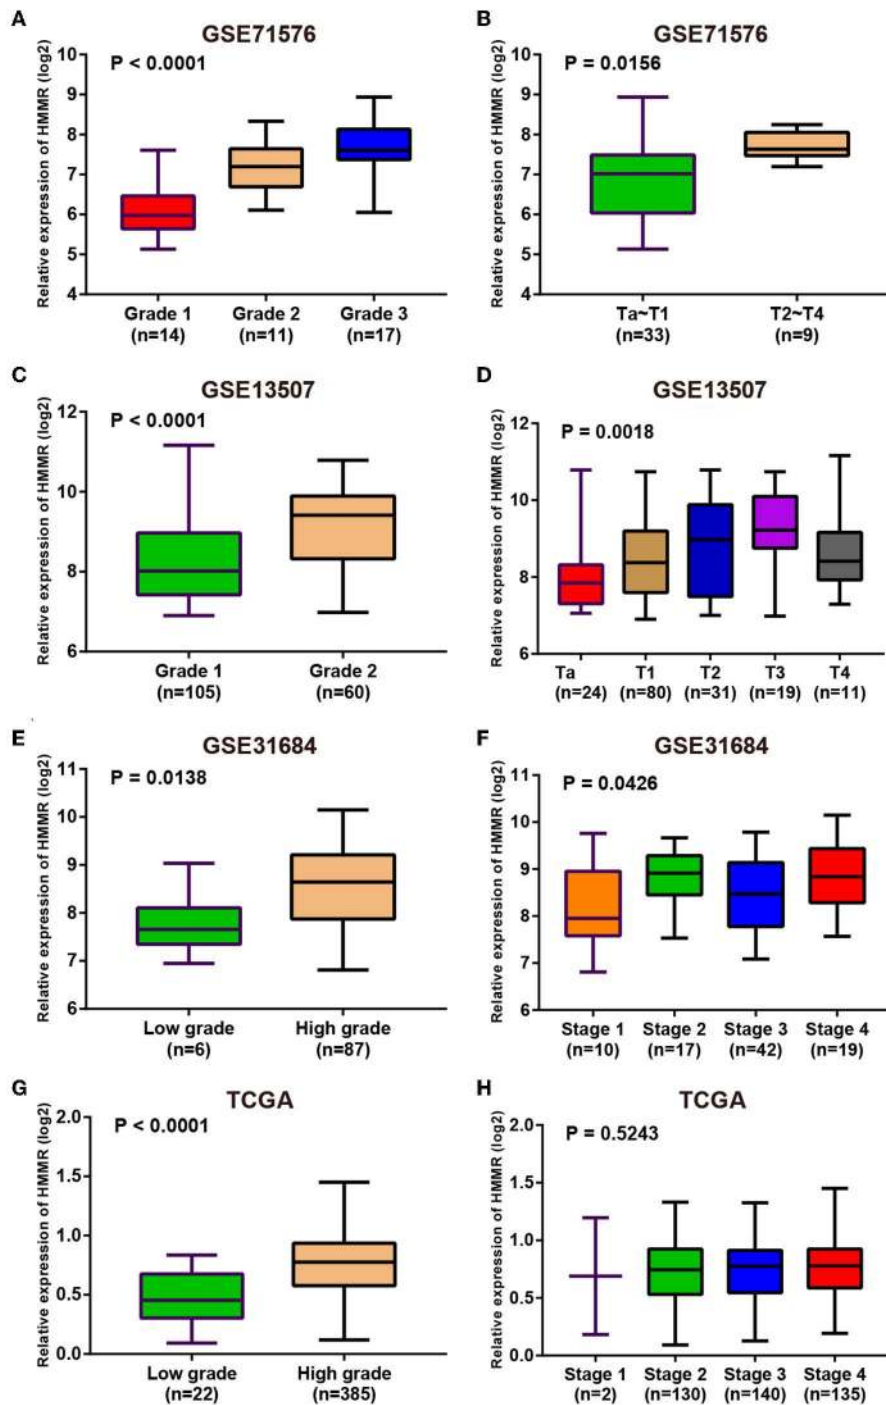 A
GSE71576
P < 0.0001
Relative expression of HMMR (log2)
10
9
8
7
6
5
4
Grade 1
(n=14)
Grade 2
(n=11)
Grade 3
(n=17)
B
GSE71576
P = 0.0156
Relative expression of HMMR (log2)
10
9
8
7
6
5
4
Ta~T1
(n=33)
T2~T4
(n=9)
C
GSE13507
P < 0.0001
Relative expression of HMMR (log2)
12
10
8
6
Grade 1
(n=105)
Grade 2
(n=60)
D
GSE13507
P = 0.0018
Relative expression of HMMR (log2)
12
10
8
6
Ta
(n=24)
T1
(n=80)
T2
(n=31)
T3
(n=19)
T4
(n=11)
E
GSE31684
P = 0.0138
Relative expression of HMMR (log2)
11
10
9
8
7
6
Low grade
(n=6)
High grade
(n=87)
F
GSE31684
P = 0.0426
Relative expression of HMMR (log2)
11
10
9
8
7
6
Stage 1
(n=10)
Stage 2
(n=17)
Stage 3
(n=42)
Stage 4
(n=19)
G
TCGA
P < 0.0001
Relative expression of HMMR (log2)
2.0
1.5
1.0
0.5
0.0
Low grade
(n=22)
High grade
(n=385)
H
TCGA
P = 0.5243
Relative expression of HMMR (log2)
2.0
1.5
1.0
0.5
0.0
Stage 1
(n=2)
Stage 2
(n=130)
Stage 3
(n=140)
Stage 4
(n=135)